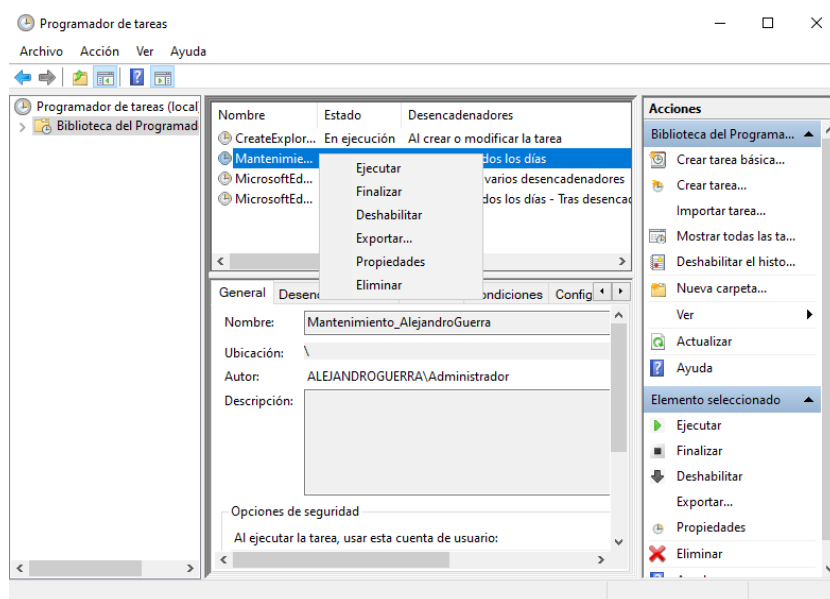 Programador de tareas
Archivo Acción Ver Ayuda
Programador de tareas (local
Biblioteca del Programad
Nombre Estado Desencadenadores
CreateExplor... En ejecución Al crear o modificar la tarea
Mantenimie... dos los días
MicrosoftEd... varios desencadenadores
MicrosoftEd... dos los días - Tras desencad
Ejecutar
Finalizar
Deshabilitar
Exportar...
Propiedades
Eliminar
General Desen ondiciones Config
Nombre: Mantenimiento_AlejandroGuerra
Ubicación: \
Autor: ALEJANDROGUERRA\Administrador
Descripción:
Opciones de seguridad
Al ejecutar la tarea, usar esta cuenta de usuario:
Acciones
Biblioteca del Programa...
Crear tarea básica...
Crear tarea...
Importar tarea...
Mostrar todas las ta...
Deshabilitar el histo...
Nueva carpeta...
Ver
Actualizar
Ayuda
Elemento seleccionado
Ejecutar
Finalizar
Deshabilitar
Exportar...
Propiedades
Eliminar